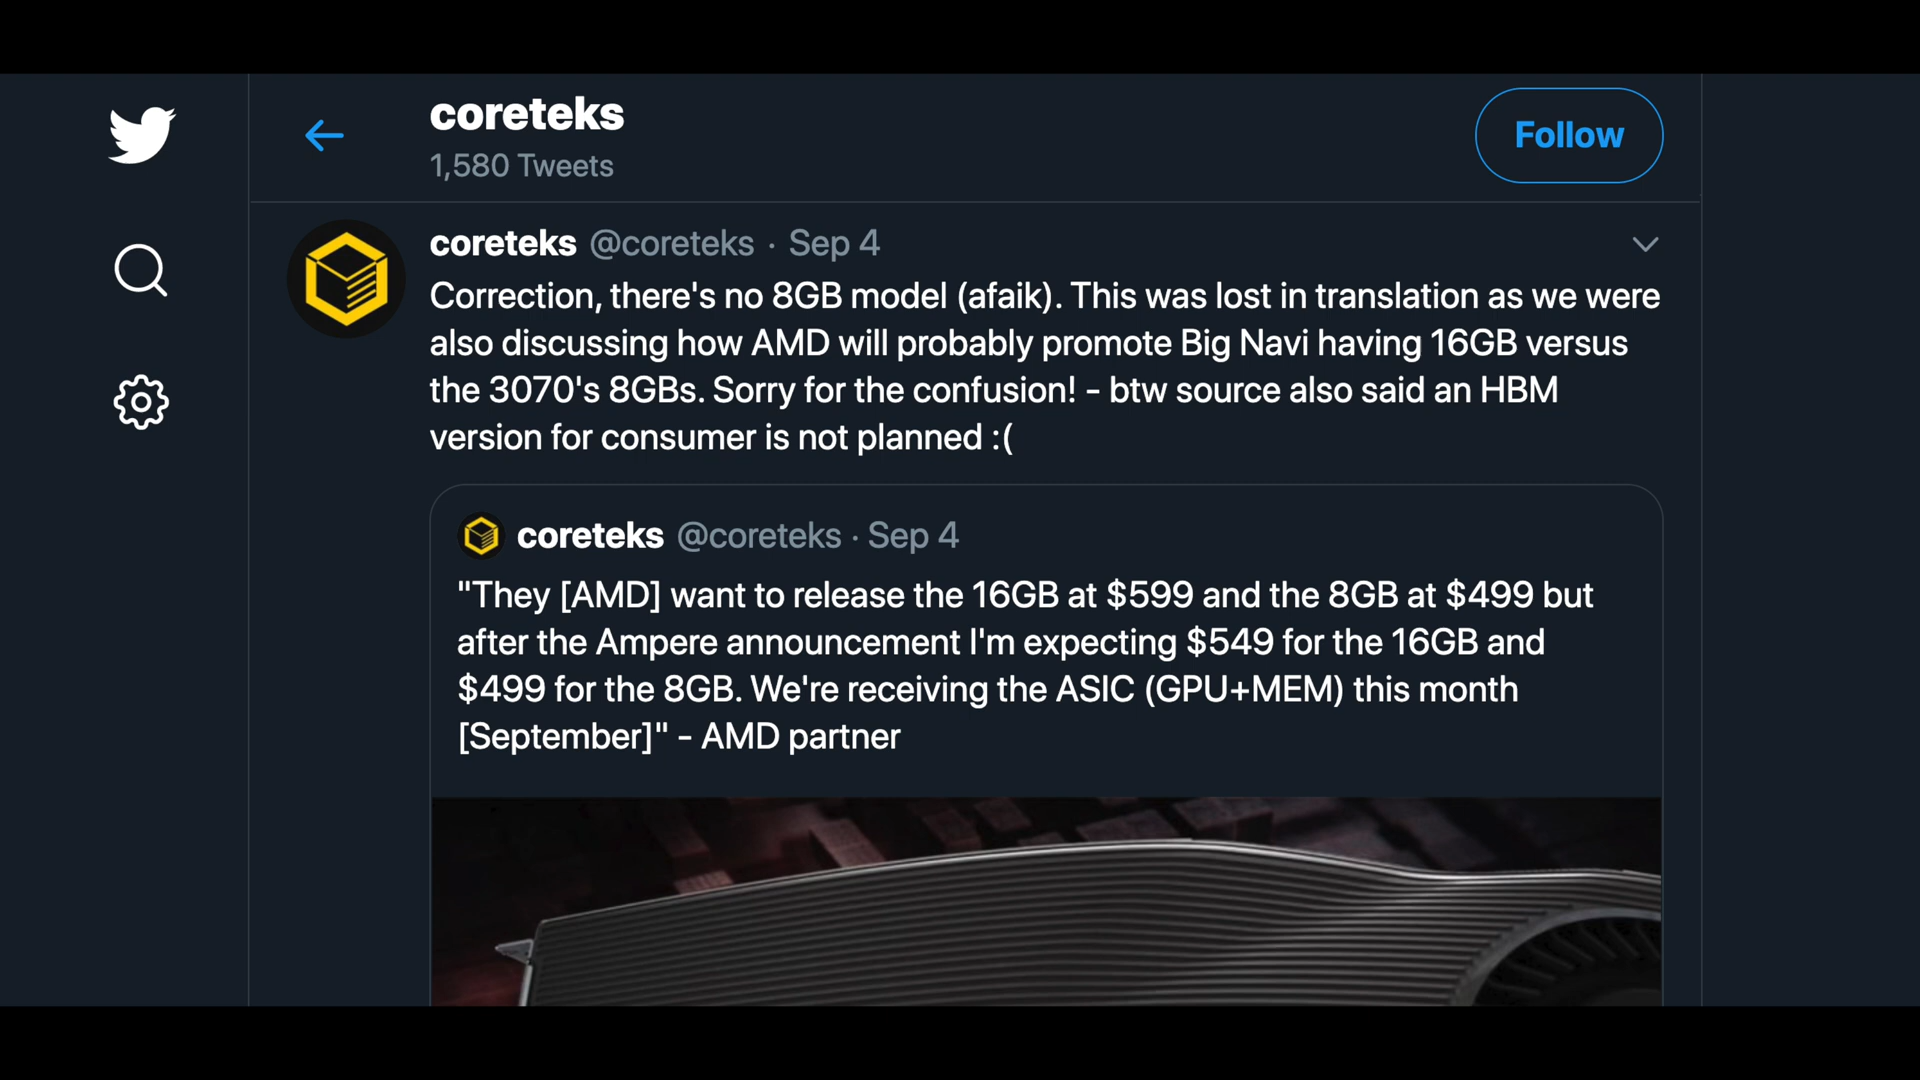 coreteks
1,580 Tweets
Follow
coreteks @coreteks · Sep 4
Correction, there's no 8GB model (afaik). This was lost in translation as we were
also discussing how AMD will probably promote Big Navi having 16GB versus
the 3070's 8GBs. Sorry for the confusion! - btw source also said an HBM
version for consumer is not planned :(
coreteks @coreteks · Sep 4
"They [AMD] want to release the 16GB at $599 and the 8GB at $499 but
after the Ampere announcement I'm expecting $549 for the 16GB and
$499 for the 8GB. We're receiving the ASIC (GPU+MEM) this month
[September]" - AMD partner